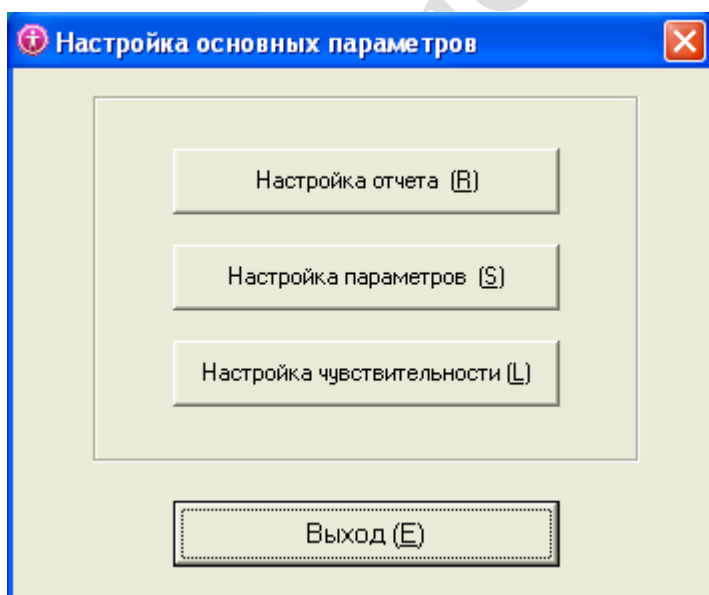 Настройка основных параметров
Настройка отчета (R)
Настройка параметров (S)
Настройка чувствительности (L)
Выход (E)